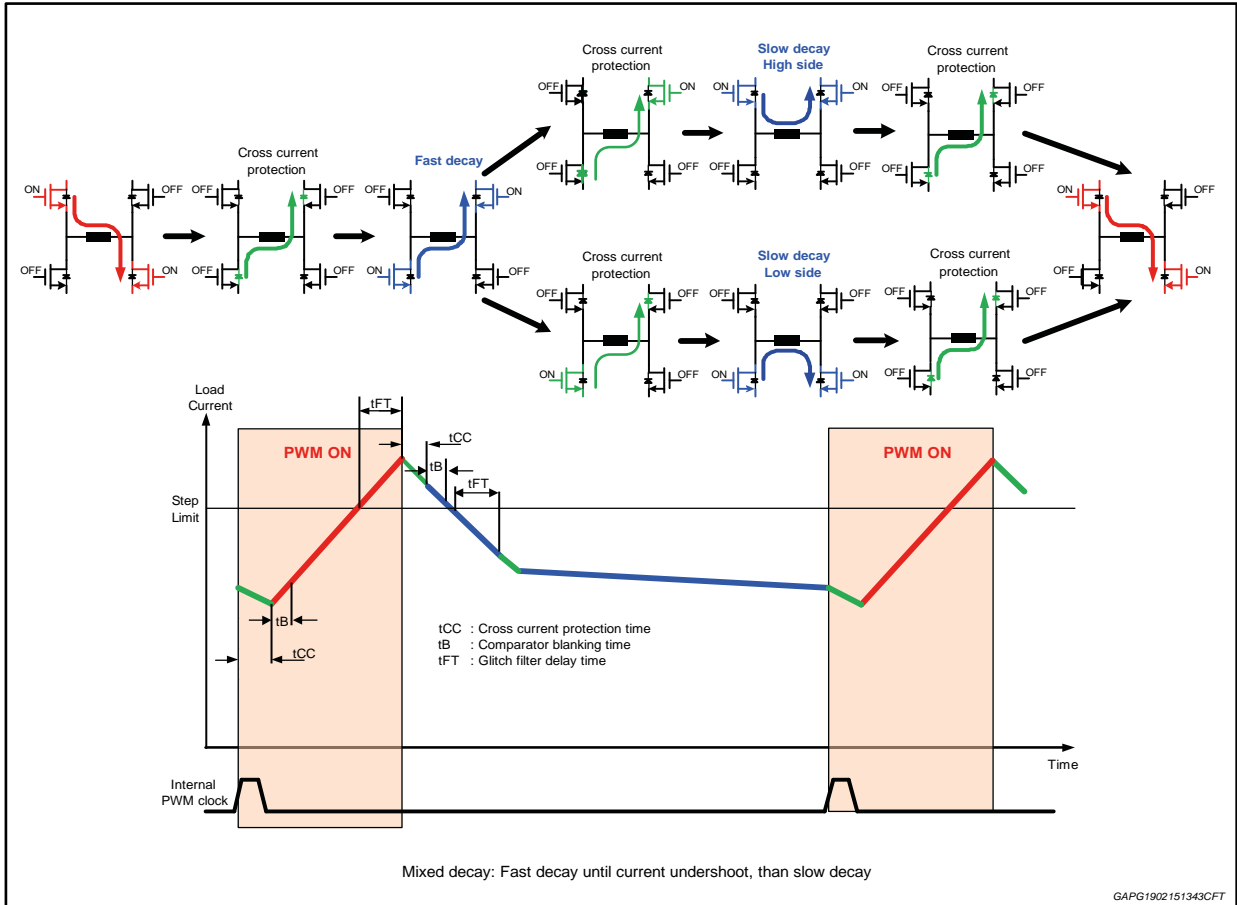 Cross current
protection
Slow decay
High side
Cross current
protection
OFF
ON
ON
ON
OFF
OFF
OFF
OFF
OFF
OFF
OFF
OFF
Cross current
protection
Fast decay
ON
OFF
OFF
OFF
OFF
ON
ON
OFF
OFF
ON
OFF
OFF
ON
OFF
OFF
ON
Cross current
protection
Slow decay
Low side
Cross current
protection
OFF
OFF
OFF
OFF
OFF
OFF
ON
OFF
ON
ON
OFF
OFF
Load
Current
tFT
tCC
PWM ON
tB
PWM ON
tFT
Step
Limit
tB
tCC
tCC : Cross current protection time
tB : Comparator blanking time
tFT : Glitch filter delay time
Time
Internal
PWM clock
Mixed decay: Fast decay until current undershoot, than slow decay
GAPG1902151343CFT